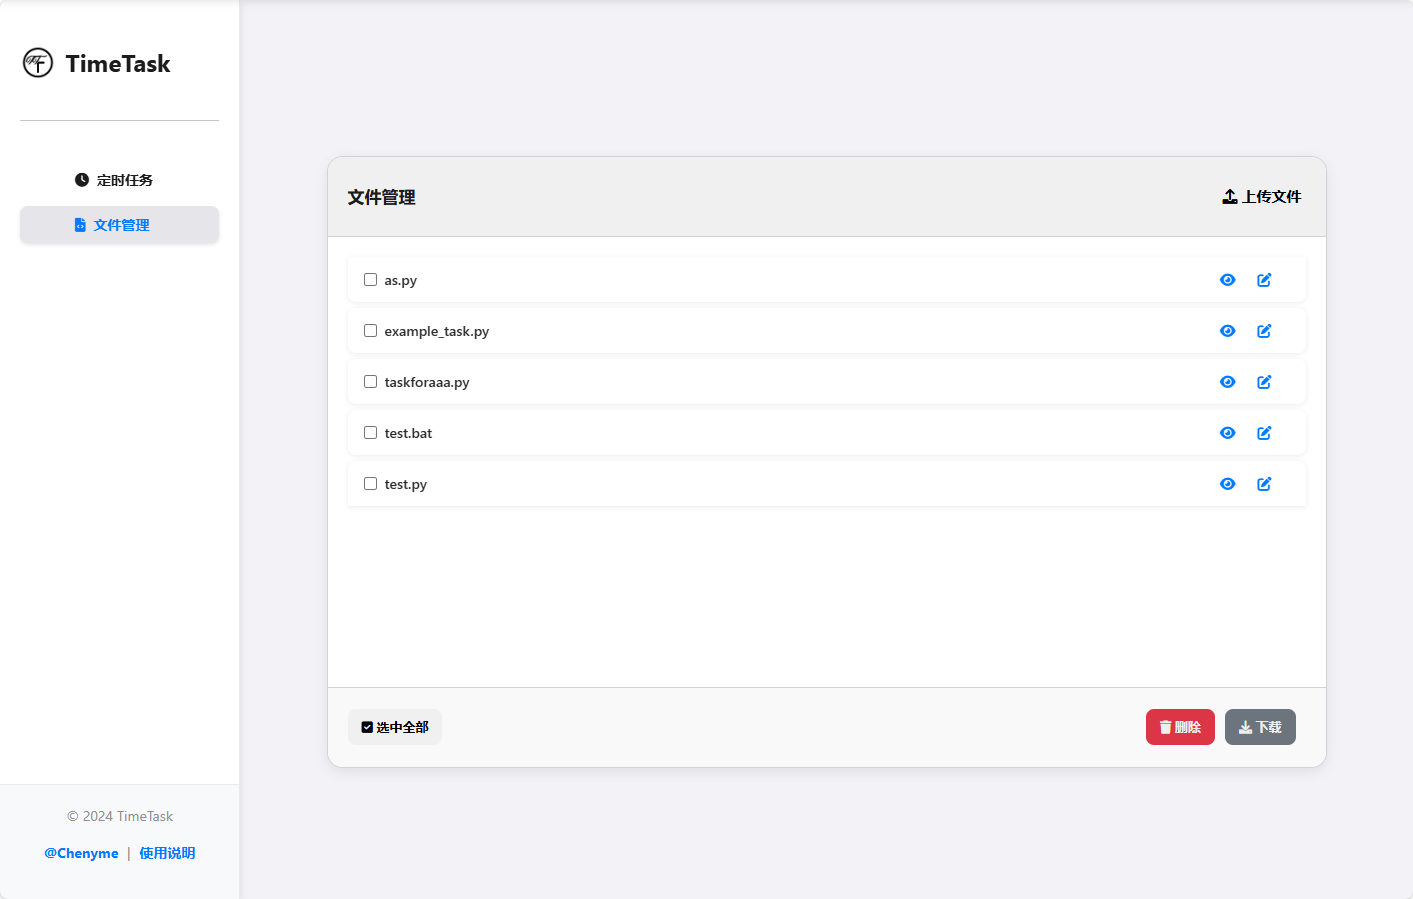 TimeTask
定时任务
文件管理
文件管理
上传文件
as.py
example_task.py
taskforaaa.py
test.bat
test.py
选中全部
删除
下载
© 2024 TimeTask
@Chenyme | 使用说明